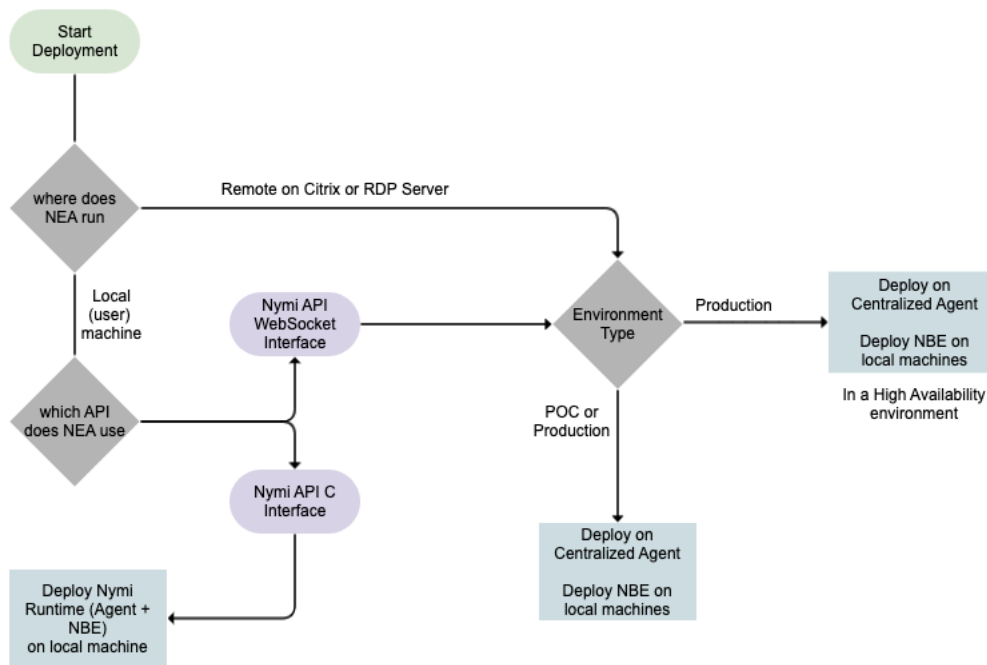 Start
Deployment
where does
NEA run
Remote on Citrix or RDP Server
Local
(user)
machine
Nymi API
WebSocket
Interface
Environment
Type
Production
Deploy on
Centralized Agent
Deploy NBE on
local machines
In a High Availability
environment
which API
does NEA use
POC or
Production
Nymi API C
Interface
Deploy on
Centralized Agent
Deploy NBE on
local machines
Deploy Nymi
Runtime (Agent +
NBE)
on local machine